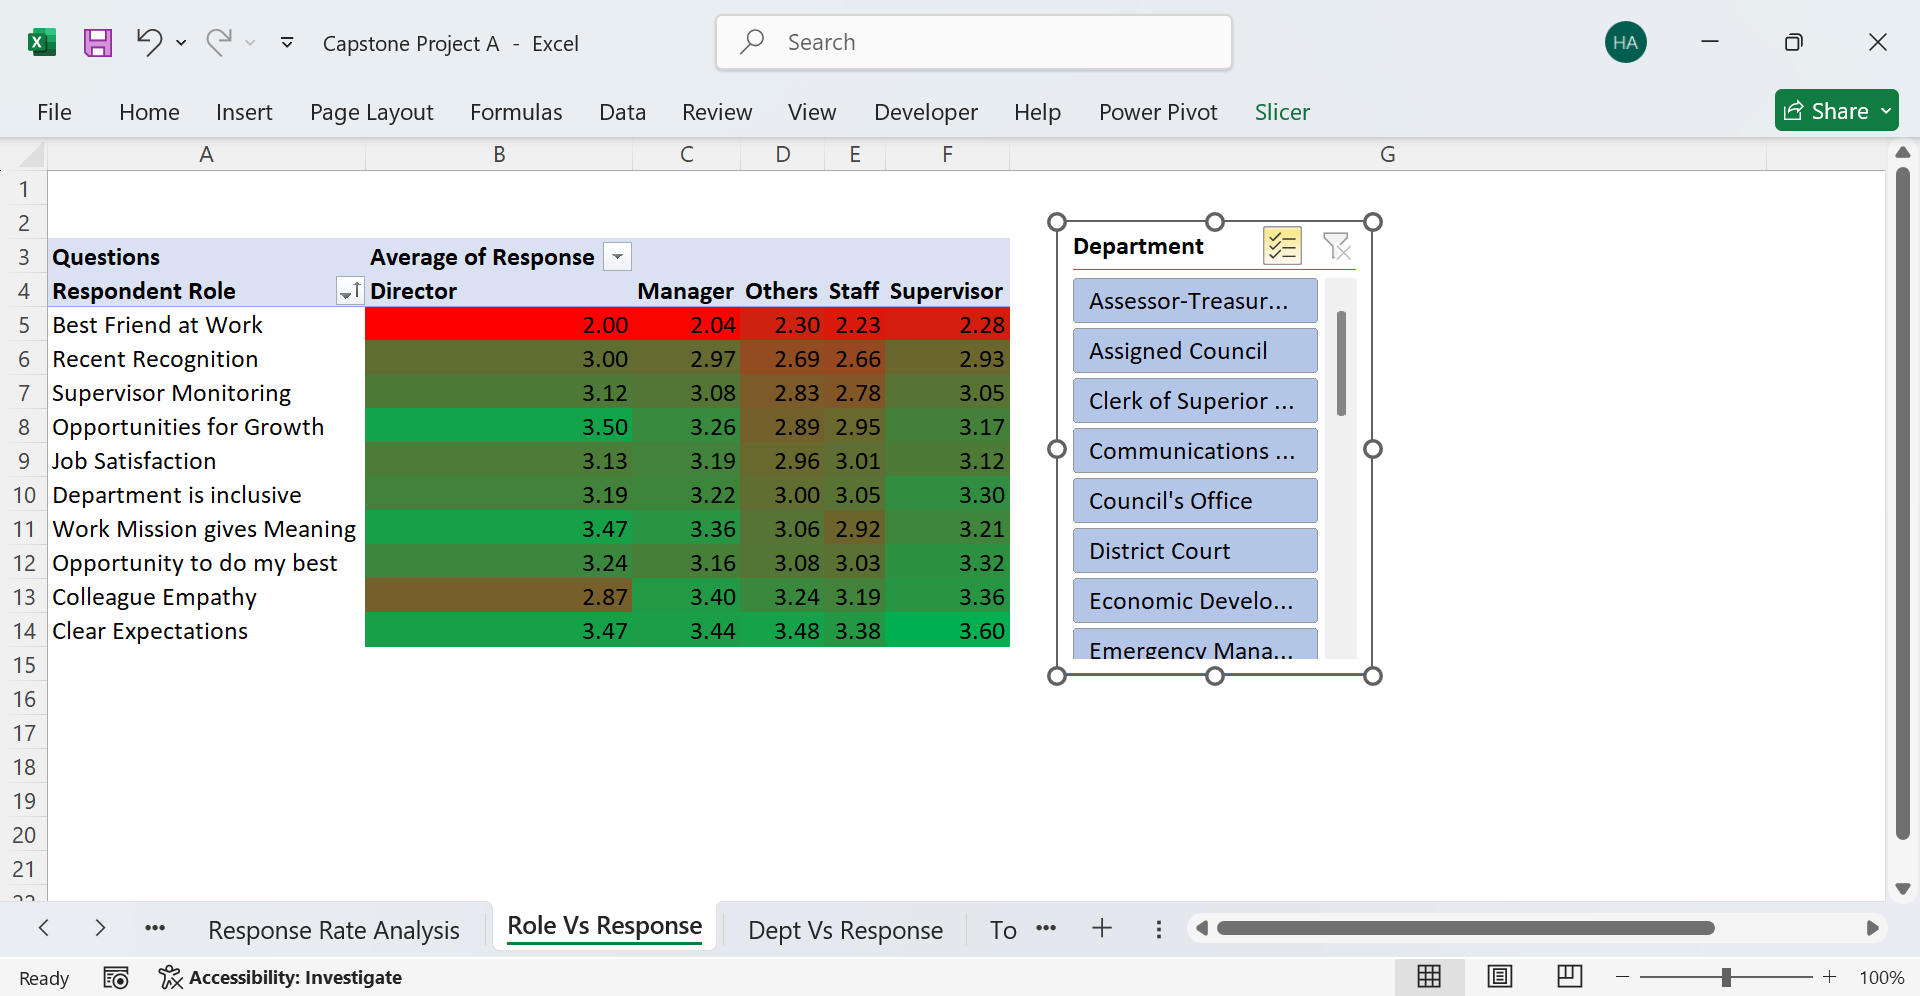 Capstone Project A - Excel
Search
HA
File Home Insert Page Layout Formulas Data Review View Developer Help Power Pivot Slicer Share
A B C D E F G
1
2
3 Questions Average of Response
4 Respondent Role Director Manager Others Staff Supervisor
5 Best Friend at Work 2.00 2.04 2.30 2.23 2.28
6 Recent Recognition 3.00 2.97 2.69 2.66 2.93
7 Supervisor Monitoring 3.12 3.08 2.83 2.78 3.05
8 Opportunities for Growth 3.50 3.26 2.89 2.95 3.17
9 Job Satisfaction 3.13 3.19 2.96 3.01 3.12
10 Department is inclusive 3.19 3.22 3.00 3.05 3.30
11 Work Mission gives Meaning 3.47 3.36 3.06 2.92 3.21
12 Opportunity to do my best 3.24 3.16 3.08 3.03 3.32
13 Colleague Empathy 2.87 3.40 3.24 3.19 3.36
14 Clear Expectations 3.47 3.44 3.48 3.38 3.60
15
16
17
18
19
20
21
22
Department
Assessor-Treasur...
Assigned Council
Clerk of Superior ...
Communications ...
Council's Office
District Court
Economic Develo...
Emergency Mana...
Response Rate Analysis Role Vs Response Dept Vs Response To
Ready Accessibility: Investigate 100%